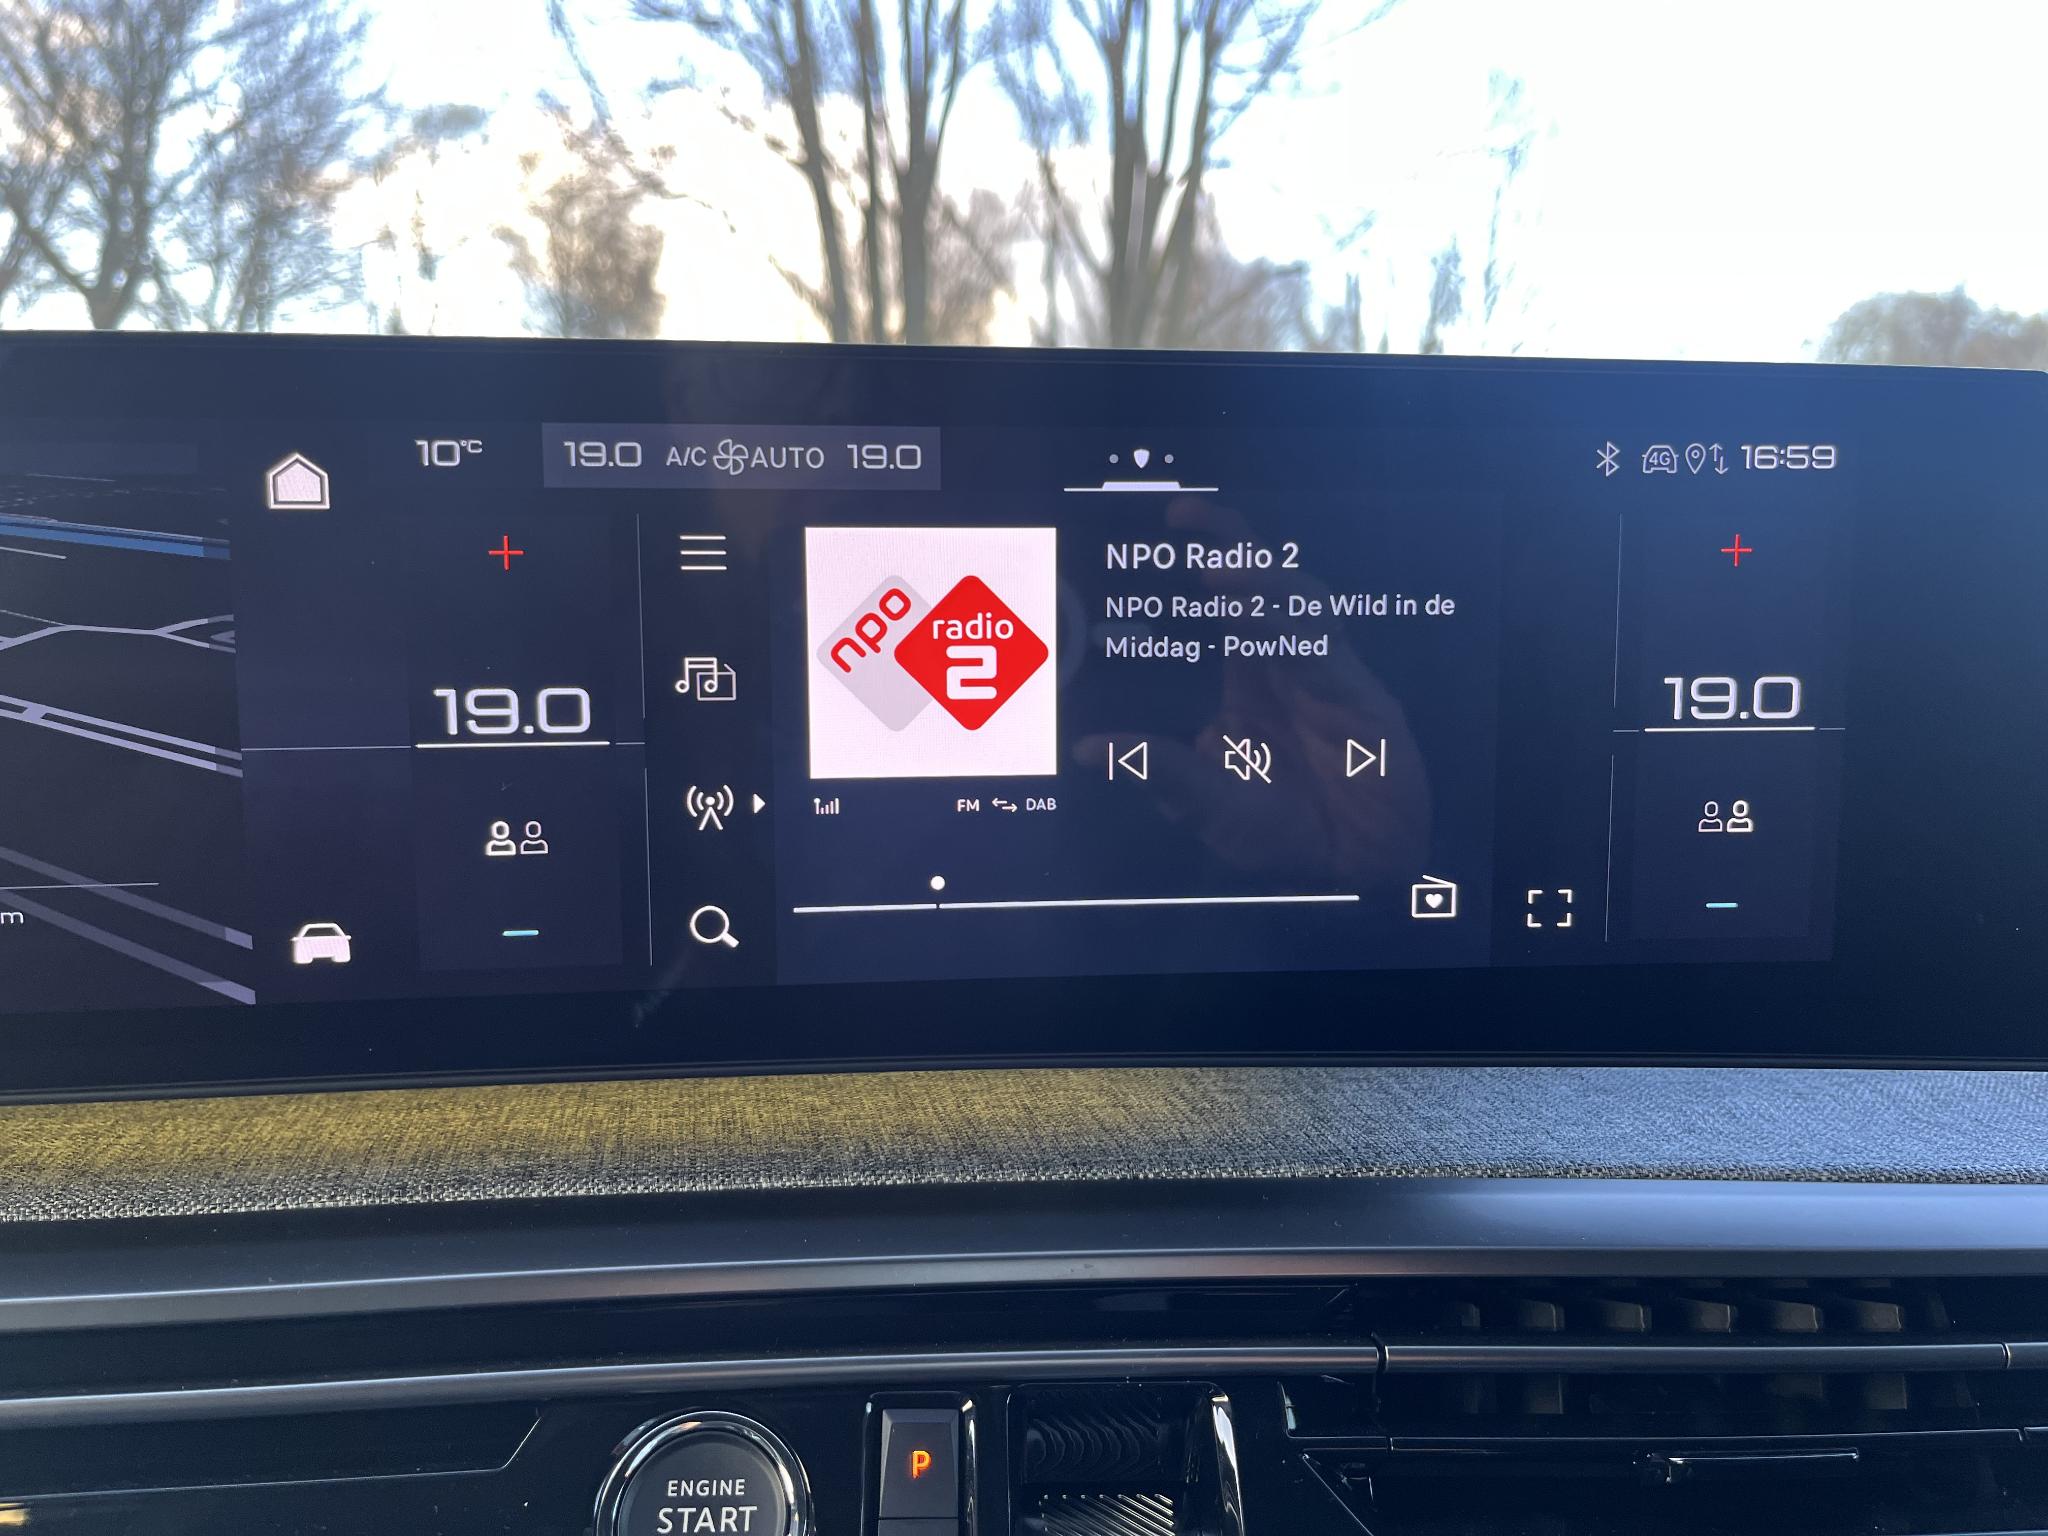 10°C
19.0 A/C AUTO 19.0
4G 16:59
NPO Radio 2
NPO Radio 2 - De Wild in de
Middag - PowNed
npo
radio
2
19.0
19.0
FM DAB
m
P
ENGINE
START